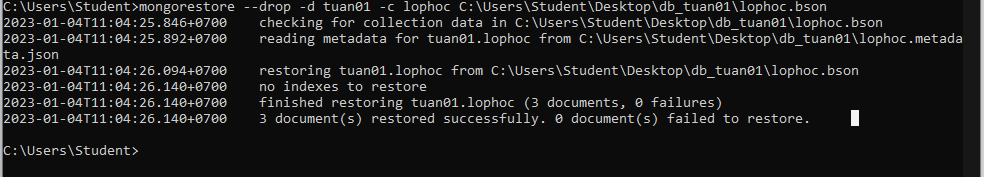 C:\Users\Student>mongorestore --drop -d tuan01 -c lophoc C:\Users\Student\Desktop\db_tuan01\lophoc.bson
2023-01-04T11:04:25.846+0700    checking for collection data in C:\Users\Student\Desktop\db_tuan01\lophoc.bson
2023-01-04T11:04:25.892+0700    reading metadata for tuan01.lophoc from C:\Users\Student\Desktop\db_tuan01\lophoc.metada
ta.json
2023-01-04T11:04:26.094+0700    restoring tuan01.lophoc from C:\Users\Student\Desktop\db_tuan01\lophoc.bson
2023-01-04T11:04:26.140+0700    no indexes to restore
2023-01-04T11:04:26.140+0700    finished restoring tuan01.lophoc (3 documents, 0 failures)
2023-01-04T11:04:26.140+0700    3 document(s) restored successfully. 0 document(s) failed to restore.
C:\Users\Student>